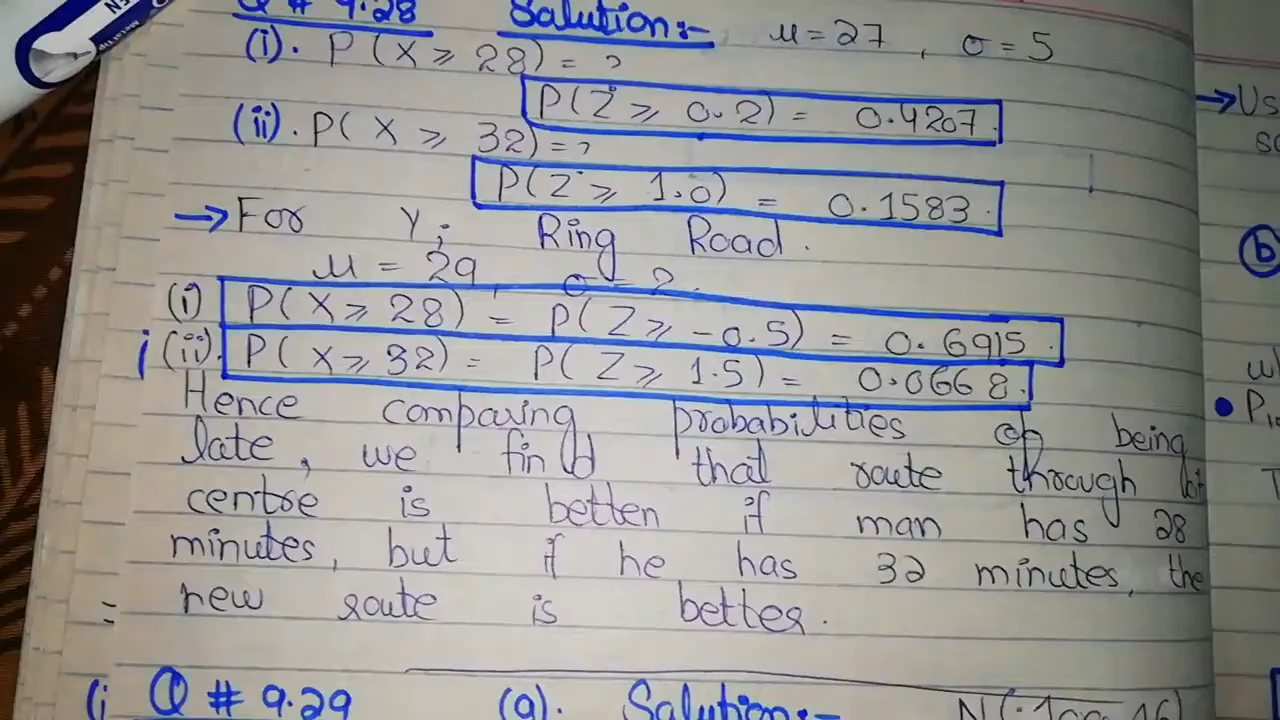 Q # 9.28 Solution:- μ = 27 , σ = 5
(i). P ( X ⩾ 28) = ?
P(Z ⩾ 0.2) = 0.4207.
(ii). P( X ⩾ 32) = ?
P(Z ⩾ 1.0) = 0.1583.
→ For Y; Ring Road.
μ = 29, σ = 2.
(i) P(X ⩾ 28) = P(Z ⩾ -0.5) = 0.6915.
(ii). P( X ⩾ 32) = P( Z ⩾ 1.5) = 0.0668.
Hence comparing probabilities of being
late, we find that route through
centre is better if man has 28
minutes, but if he has 32 minutes, the
new route is better.
Q # 9.29 (a). Solution:-
→ Us
(b)